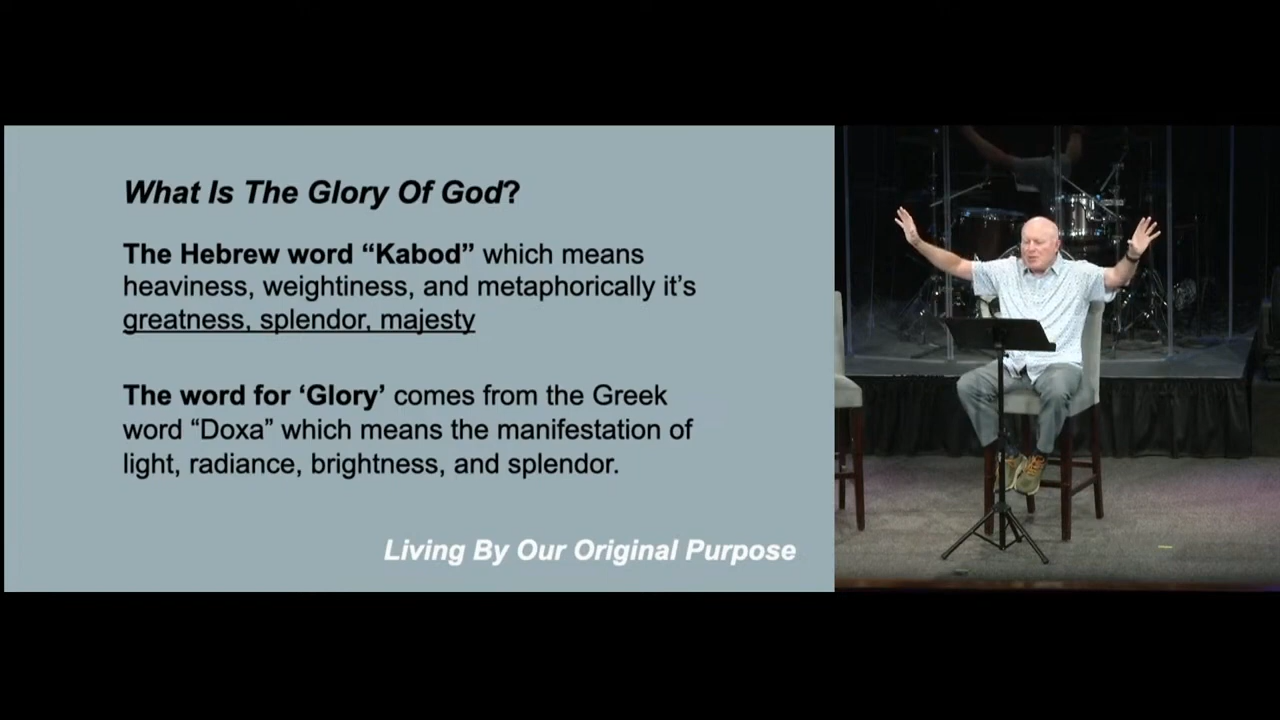 What Is The Glory Of God?
The Hebrew word “Kabod” which means
heaviness, weightiness, and metaphorically it’s
greatness, splendor, majesty
The word for ‘Glory’ comes from the Greek
word “Doxa” which means the manifestation of
light, radiance, brightness, and splendor.
Living By Our Original Purpose